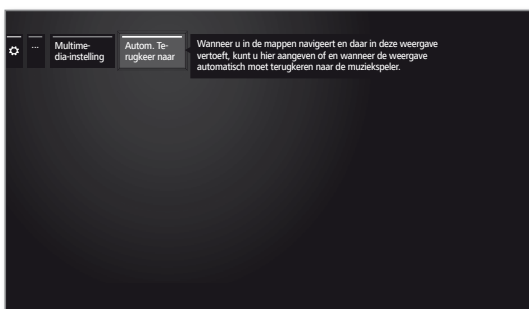 ...
Multime-
dia-instelling
Autom. Te-
rugkeer naar
Wanneer u in de mappen navigeert en daar in deze weergave
vertoeft, kunt u hier aangeven of en wanneer de weergave
automatisch moet terugkeren naar de muziekspeler.